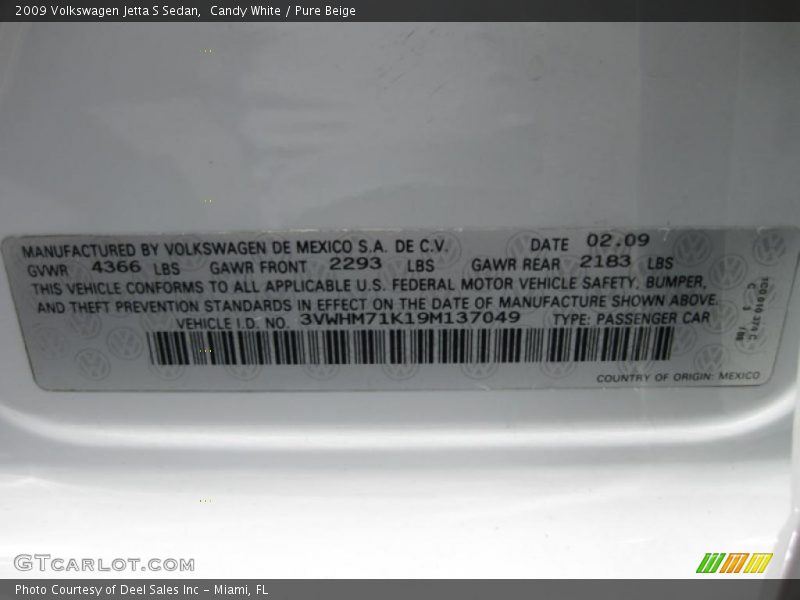 2009 Volkswagen Jetta S Sedan,  Candy White / Pure Beige
MANUFACTURED BY VOLKSWAGEN DE MEXICO S.A. DE C.V. DATE 02.09
GVWR 4366 LBS GAWR FRONT 2293 LBS GAWR REAR 2183 LBS
THIS VEHICLE CONFORMS TO ALL APPLICABLE U.S. FEDERAL MOTOR VEHICLE SAFETY, BUMPER,
AND THEFT PREVENTION STANDARDS IN EFFECT ON THE DATE OF MANUFACTURE SHOWN ABOVE.
VEHICLE I.D. NO. 3VWHM71K19M137049 TYPE: PASSENGER CAR
COUNTRY OF ORIGIN: MEXICO
GTCARLOT.COM
Photo Courtesy of Deel Sales Inc – Miami, FL